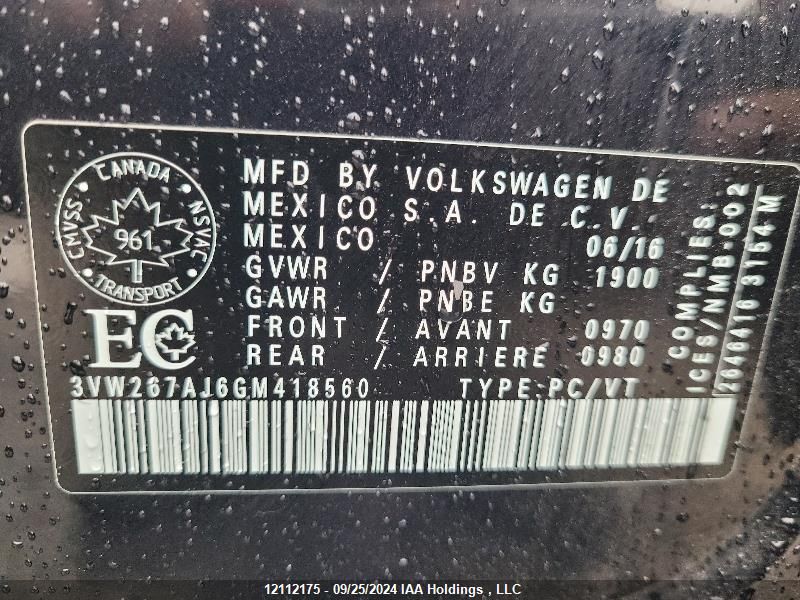 CANADA
CMVSS NSVAC
961
TRANSPORT
EC
MFD BY VOLKSWAGEN DE
MEXICO S.A. DE C.V.
MEXICO 06/16
GVWR / PNBV KG 1900
GAWR / PNBE KG
FRONT / AVANT 0970
REAR / ARRIERE 0980
3VW267AJ6GM418560 TYPE:PC/VT
COMPLIES:
ICES/NMB.002
2646416 3154 M
12112175 - 09/25/2024 IAA Holdings , LLC